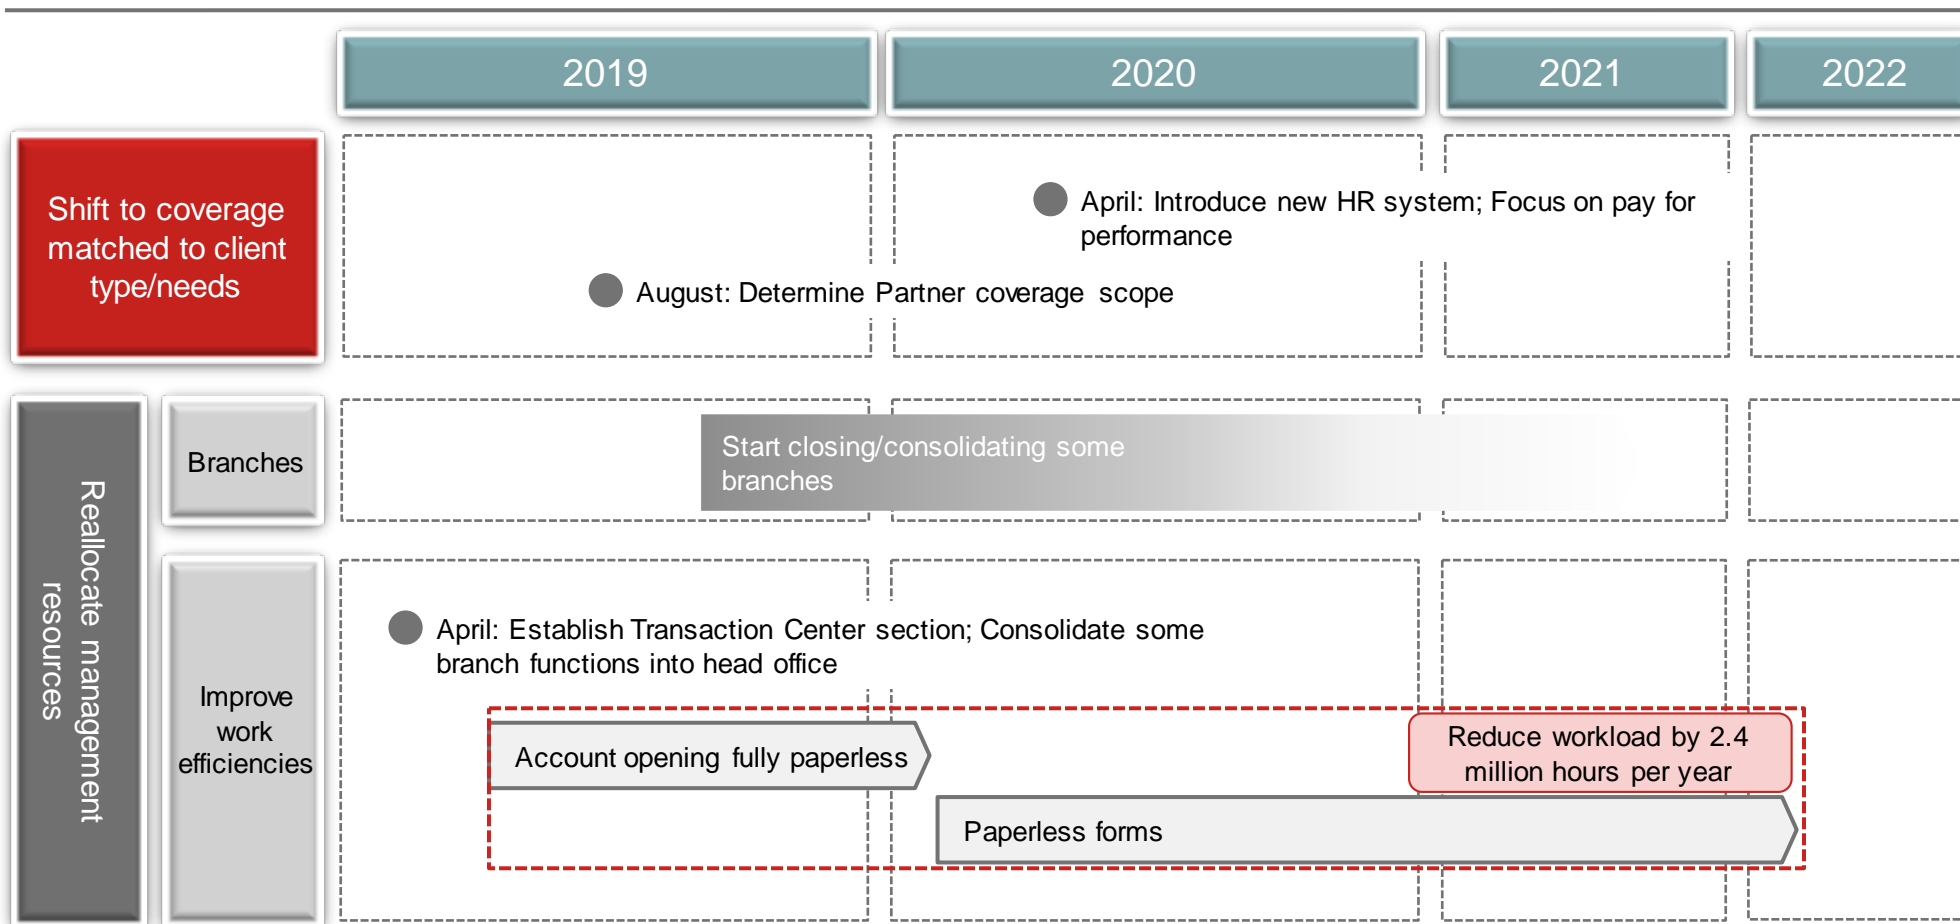 2019
2020
2021
2022
Shift to coverage
matched to client
type/needs
April: Introduce new HR system; Focus on pay for
performance
August: Determine Partner coverage scope
Reallocate management
resources
Branches
Start closing/consolidating some
branches
Improve
work
efficiencies
April: Establish Transaction Center section; Consolidate some
branch functions into head office
Account opening fully paperless
Reduce workload by 2.4
million hours per year
Paperless forms